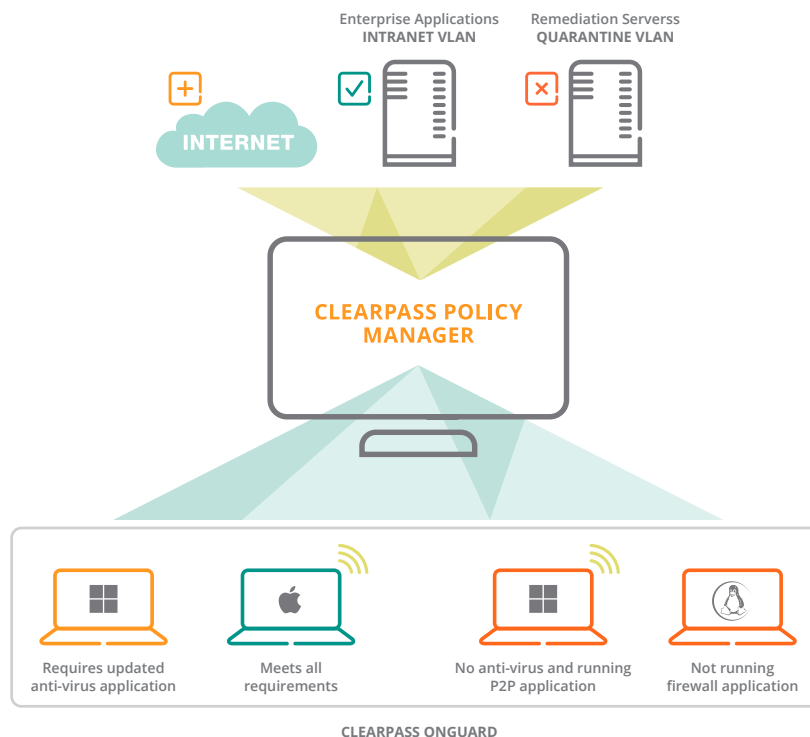 Enterprise Applications
INTRANET VLAN
Remediation Serverss
QUARANTINE VLAN
INTERNET
CLEARPASS POLICY
MANAGER
Requires updated
anti-virus application
Meets all
requirements
No anti-virus and running
P2P application
Not running
firewall application
CLEARPASS ONGUARD